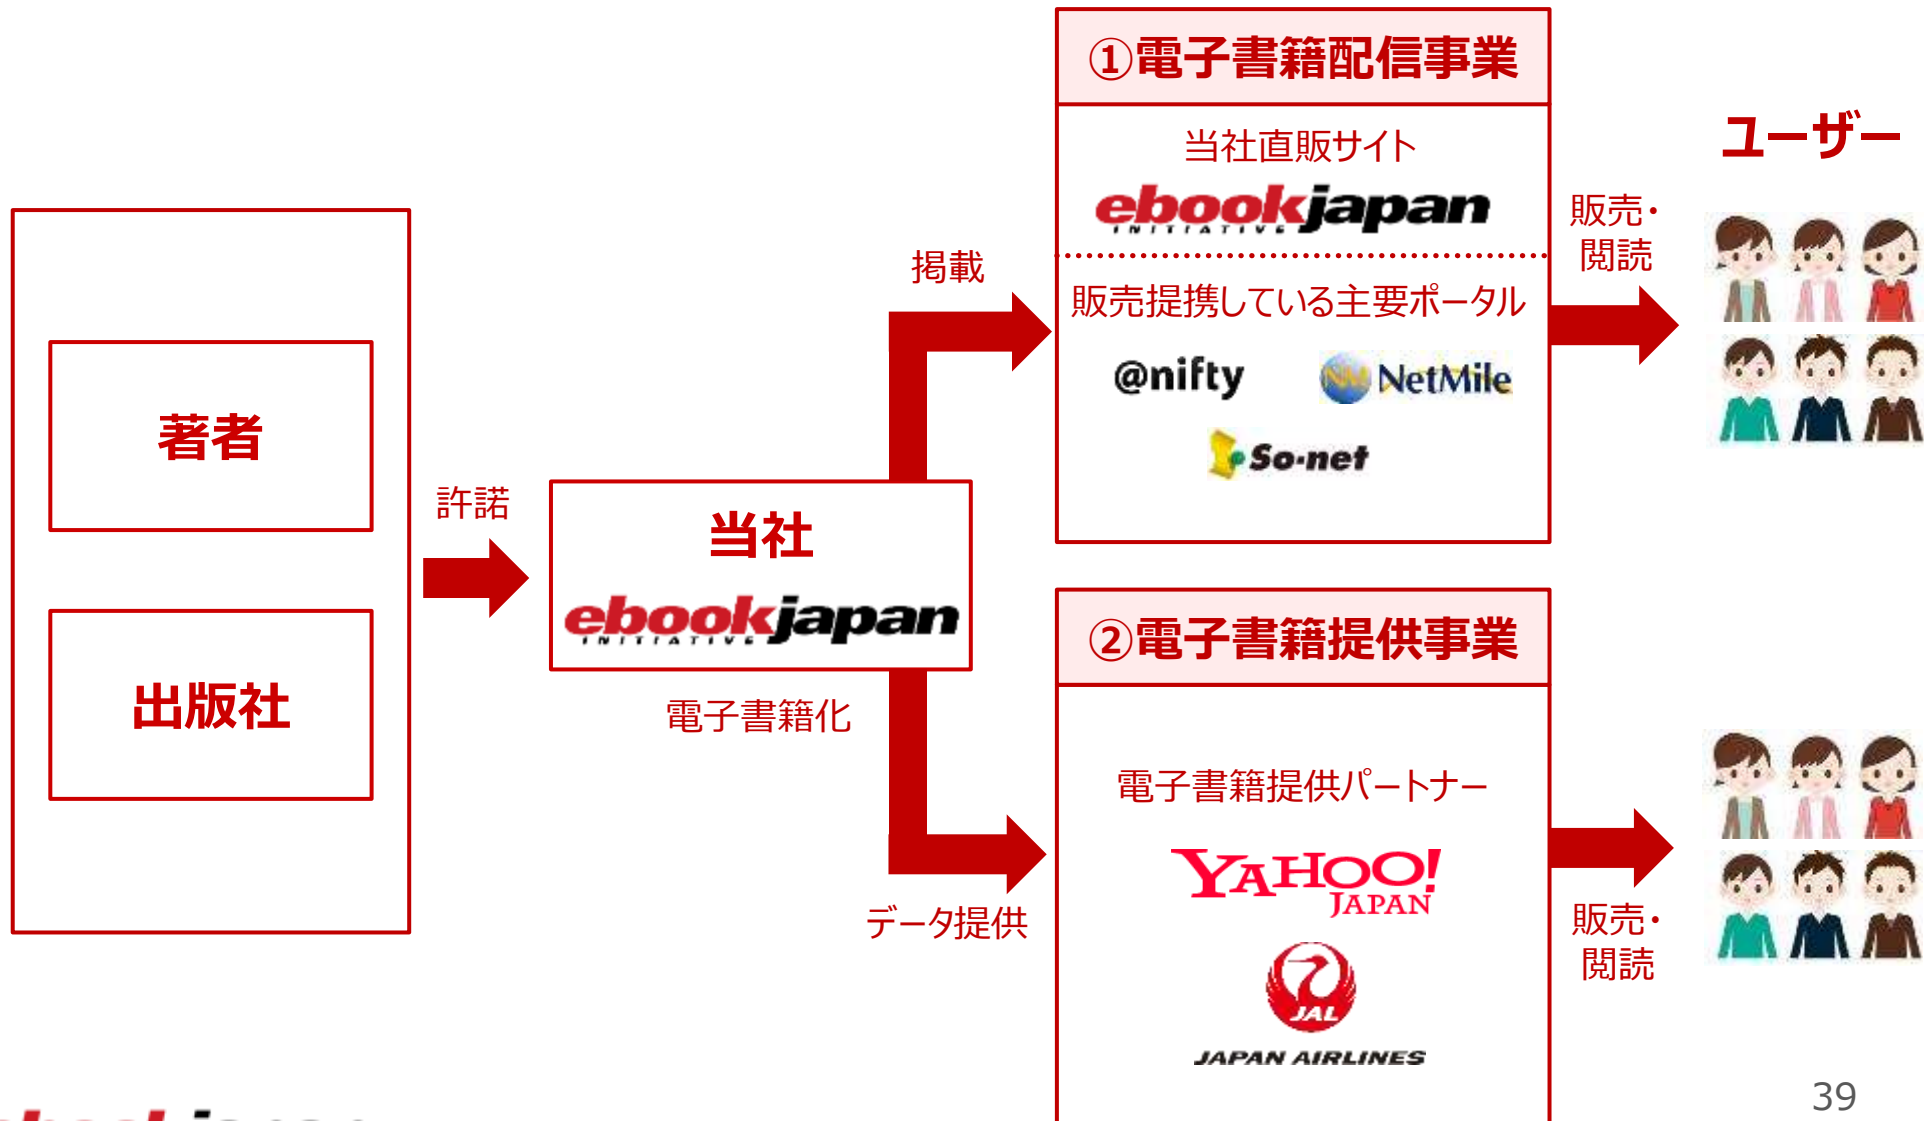 著者
出版社
許諾
当社
ebookjapan
INITIATIVE
電子書籍化
掲載
データ提供
①電子書籍配信事業
当社直販サイト
ebookjapan
INITIATIVE
販売提携している主要ポータル
@nifty
NM NetMile
So-net
販売・
閲読
ユーザー
②電子書籍提供事業
電子書籍提供パートナー
YAHOO!
JAPAN
JAL
JAPAN AIRLINES
販売・
閲読
39